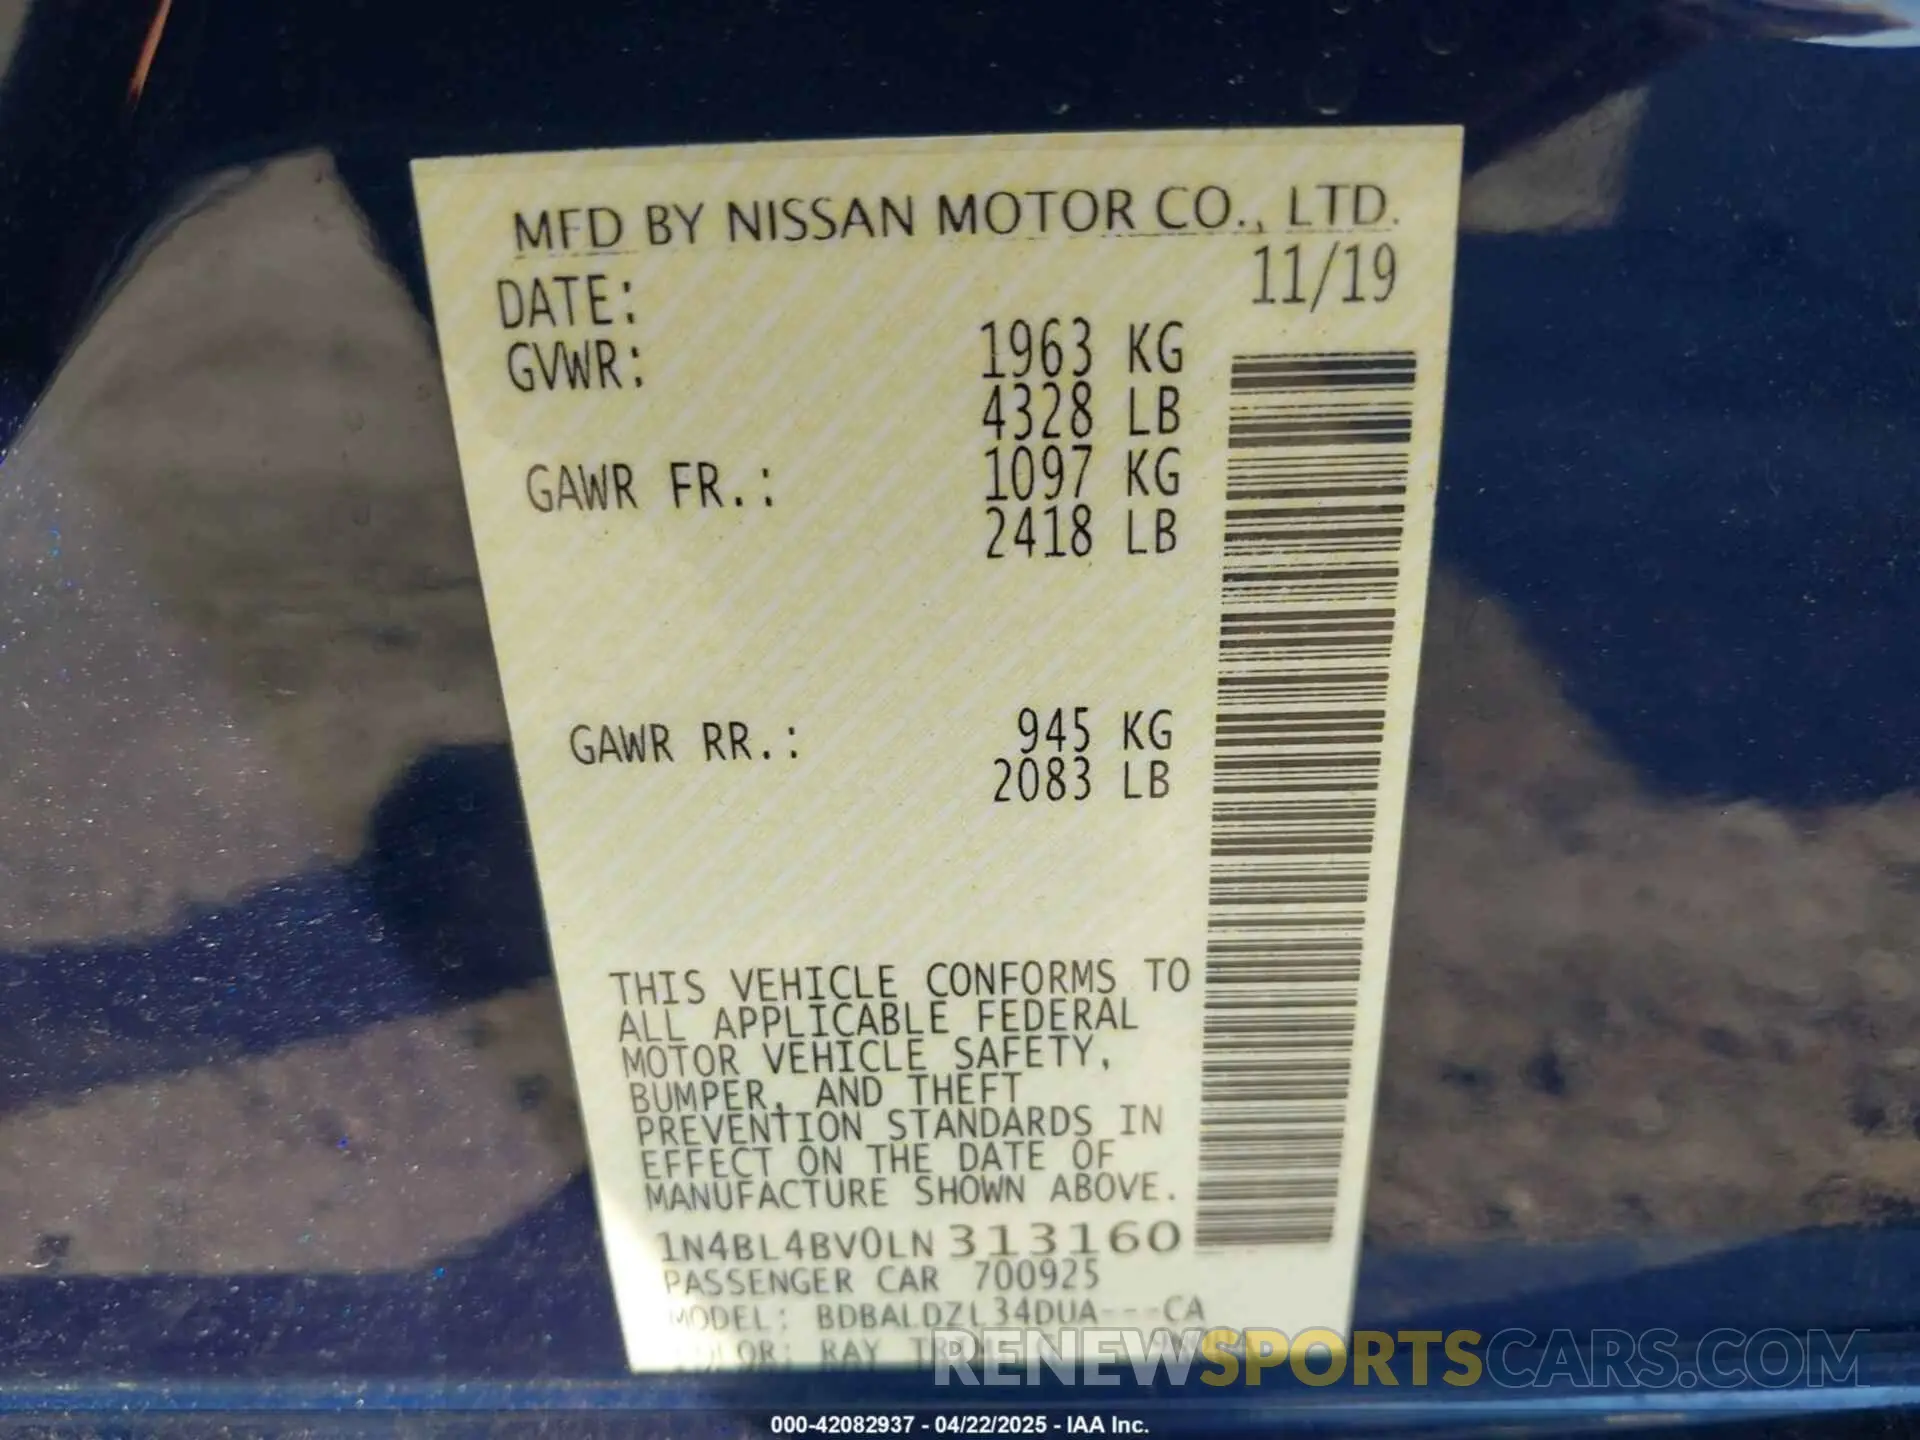 MFD BY NISSAN MOTOR CO., LTD.
DATE: 11/19
GVWR: 1963 KG
4328 LB
GAWR FR.: 1097 KG
2418 LB
GAWR RR.: 945 KG
2083 LB
THIS VEHICLE CONFORMS TO
ALL APPLICABLE FEDERAL
MOTOR VEHICLE SAFETY,
BUMPER, AND THEFT
PREVENTION STANDARDS IN
EFFECT ON THE DATE OF
MANUFACTURE SHOWN ABOVE.
1N4BL4BV0LN313160
PASSENGER CAR 700925
MODEL: BDBALDZL34DUA---CA
COLOR: RAY
RENEWSPORTSCARS.COM
000-42082937 - 04/22/2025 - IAA Inc.